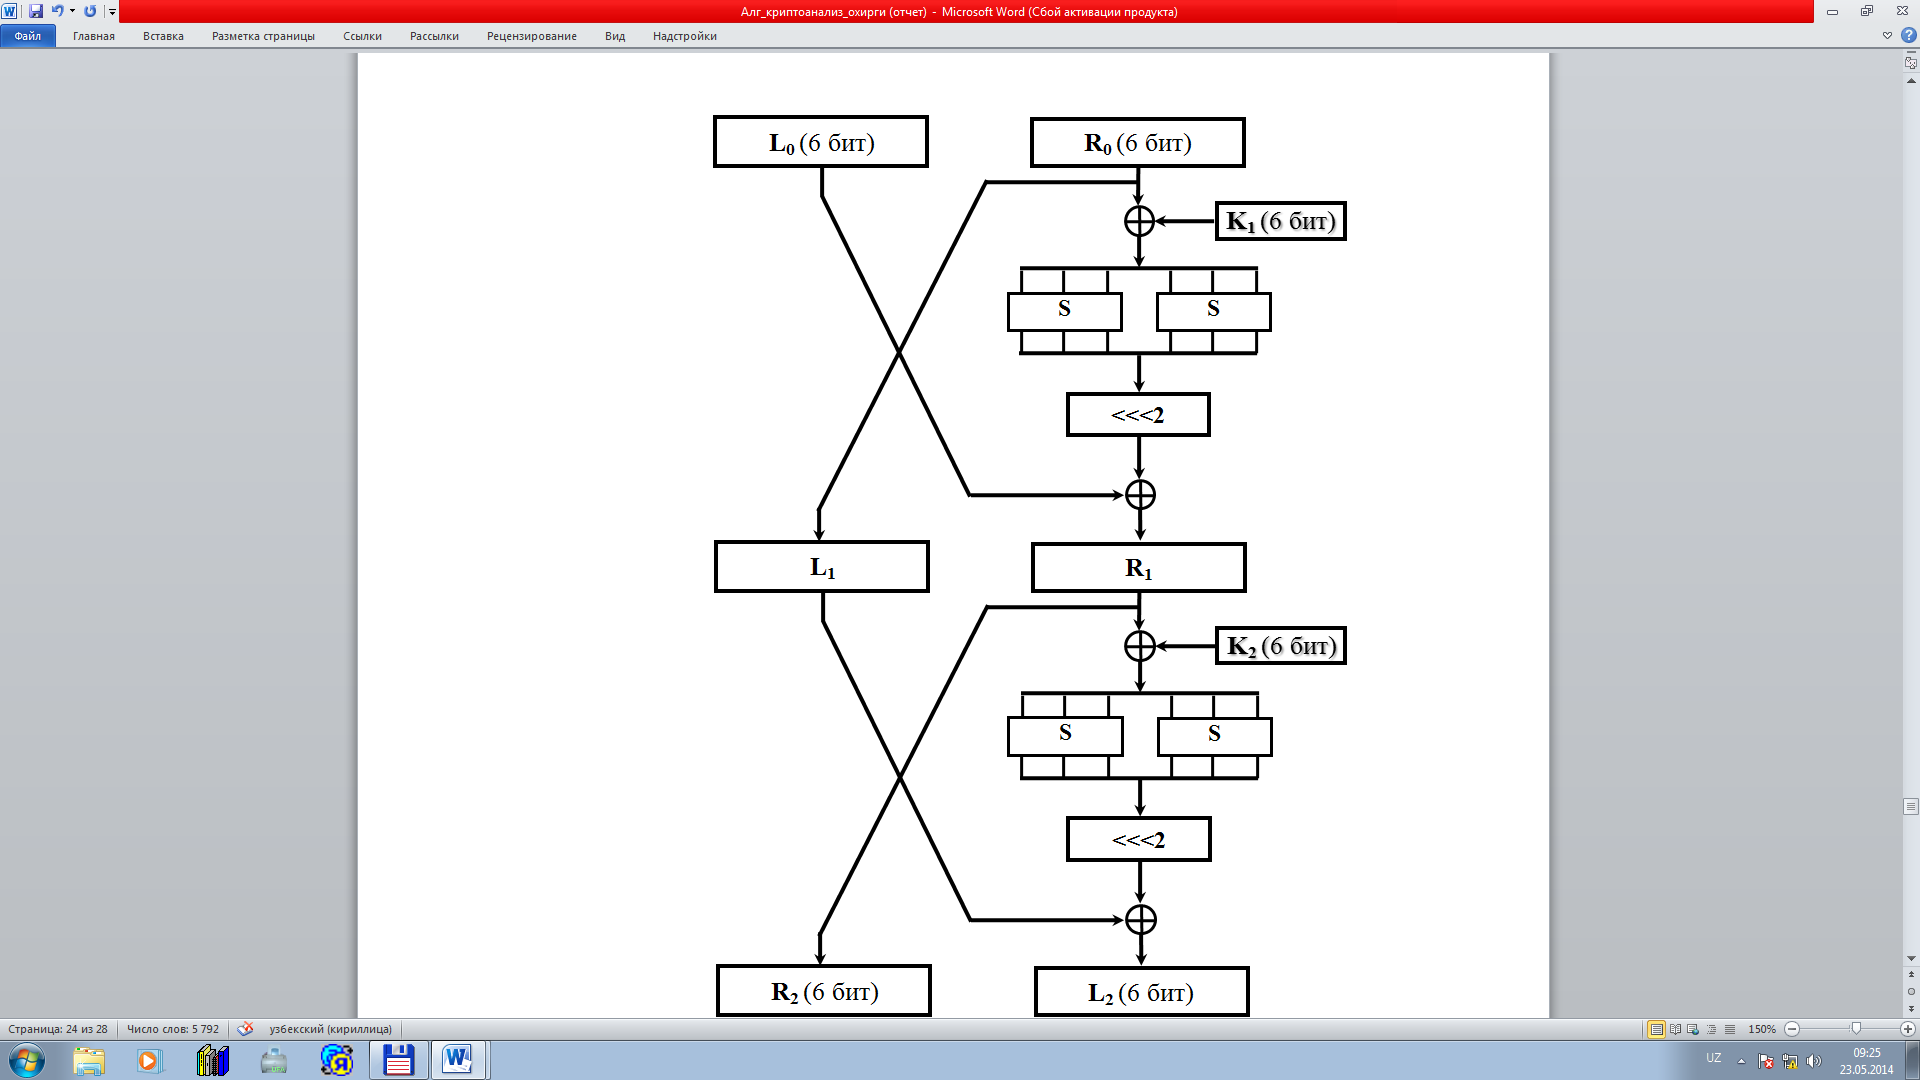 Алг_криптоанализ_охирги (отчет) - Microsoft Word (Сбой активации продукта)
Файл Главная Вставка Разметка страницы Ссылки Рассылки Рецензирование Вид Надстройки
L₀ (6 бит) R₀ (6 бит)
K₁ (6 бит)
S S
<<<2
L₁ R₁
K₂ (6 бит)
S S
<<<2
R₂ (6 бит) L₂ (6 бит)
Страница: 24 из 28 Число слов: 5 792 узбекский (кириллица) 150%
UZ 09:25
23.05.2014